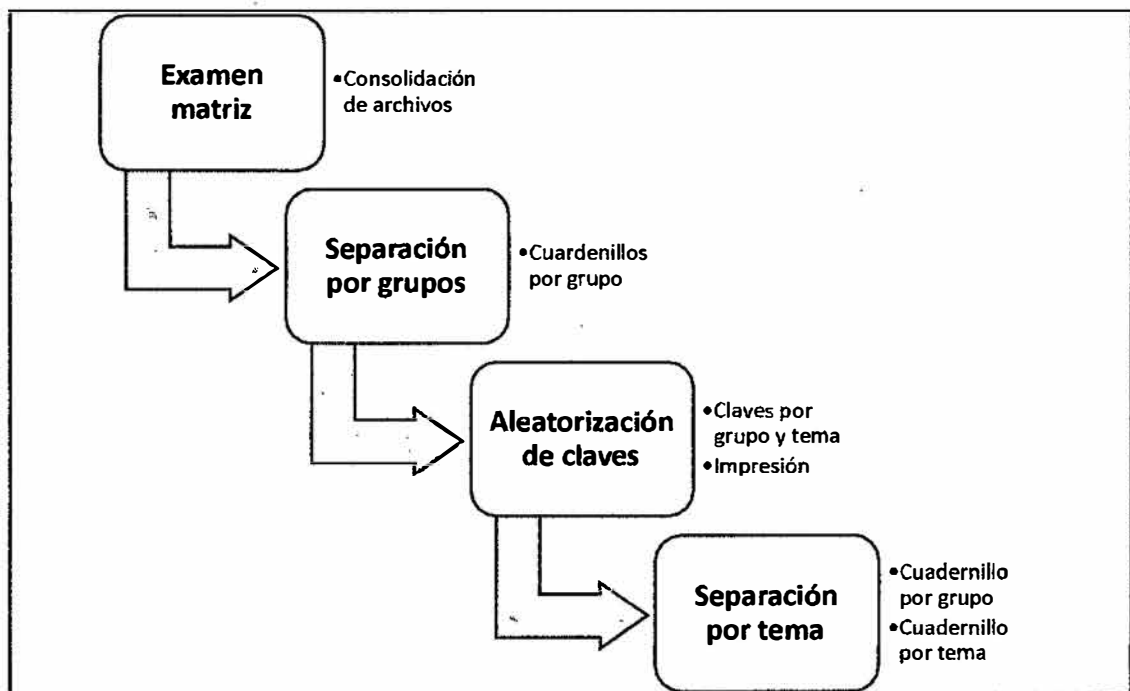 Examen
matriz
•Consolidación
de archivos
Separación
por grupos
•Cuardenillos
por grupo
Aleatorización
de claves
•Claves por
grupo y tema
•Impresión
Separación
por tema
•Cuadernillo
por grupo
•Cuadernillo
por tema